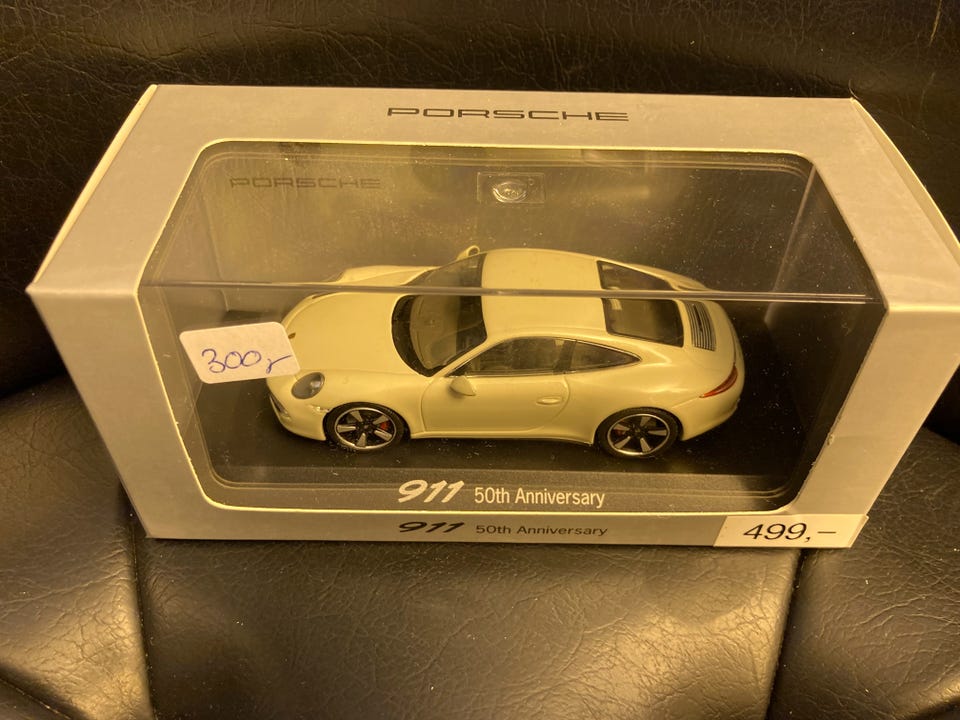 PORSCHE
PORSCHE
300,-
911 50th Anniversary
911 50th Anniversary
499,-